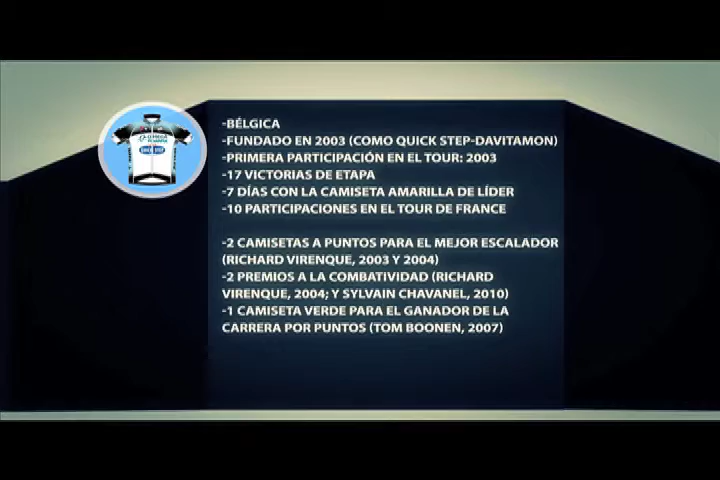 -BÉLGICA
-FUNDADO EN 2003 (COMO QUICK STEP-DAVITAMON)
-PRIMERA PARTICIPACIÓN EN EL TOUR: 2003
-17 VICTORIAS DE ETAPA
-7 DÍAS CON LA CAMISETA AMARILLA DE LÍDER
-10 PARTICIPACIONES EN EL TOUR DE FRANCE
-2 CAMISETAS A PUNTOS PARA EL MEJOR ESCALADOR
(RICHARD VIRENQUE, 2003 Y 2004)
-2 PREMIOS A LA COMBATIVIDAD (RICHARD
VIRENQUE, 2004; Y SYLVAIN CHAVANEL, 2010)
-1 CAMISETA VERDE PARA EL GANADOR DE LA
CARRERA POR PUNTOS (TOM BOONEN, 2007)